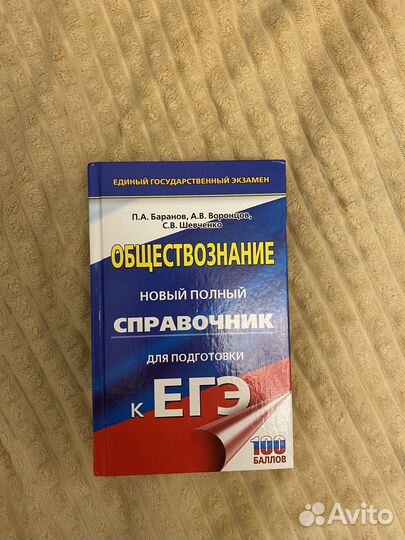 ЕДИНЫЙ ГОСУДАРСТВЕННЫЙ ЭКЗАМЕН
П.А. Баранов, А.В. Воронцов,
С.В. Шевченко
ОБЩЕСТВОЗНАНИЕ
НОВЫЙ ПОЛНЫЙ
СПРАВОЧНИК
ДЛЯ ПОДГОТОВКИ
К ЕГЭ
100
БАЛЛОВ
Avito